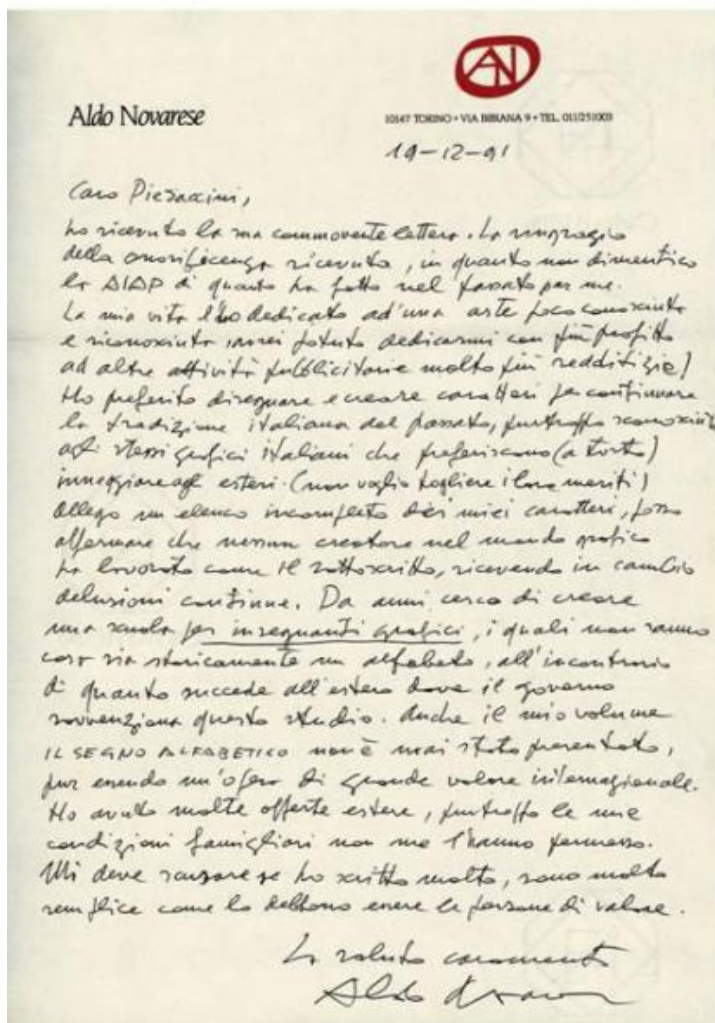 AN
Aldo Novarese
10147 TORINO • VIA BIBIANA 9 • TEL. 011/251003
19-12-91
Caro Pieraccini,
ho ricevuto la sua commovente lettera. La ringrazio
della onorificenza ricevuta, in quanto non dimentico
la AIAP di quanto ha fatto nel passato per me.
La mia vita l'ho dedicato ad'una arte poco conosciuta
e riconosciuta avrei potuto dedicarmi con più profitto
ad altre attività pubblicitarie molto più redditizie)
Ho preferito disegnare e creare caratteri per continuare
la tradizione italiana del passato, purtroppo sconosciuta
agli stessi grafici italiani che preferiscono (a torto)
inneggiare agli esteri. (non voglio togliere i loro meriti)
Allego un elenco incompleto dei miei caratteri, posso
affermare che nessun creatore nel mondo grafico
ha lavorato come il sottoscritto, ricevendo in cambio
delusioni continue. Da anni cerco di creare
una scuola per insegnanti grafici, i quali non sanno
cosa sia storicamente un alfabeto, all'incontrario
di quanto succede all'estero dove il governo
sovvenziona questo studio. Anche il mio volume
IL SEGNO ALFABETICO non è mai stato presentato,
pur essendo un'opera di grande valore internazionale.
Ho avuto molte offerte estere, purtroppo le mie
condizioni famigliari non me l'hanno permesso.
Mi deve scusare se ho scritto molto, sono molto
semplice come lo debbono essere le persone di valore.
La saluto caramente
Aldo Novarese